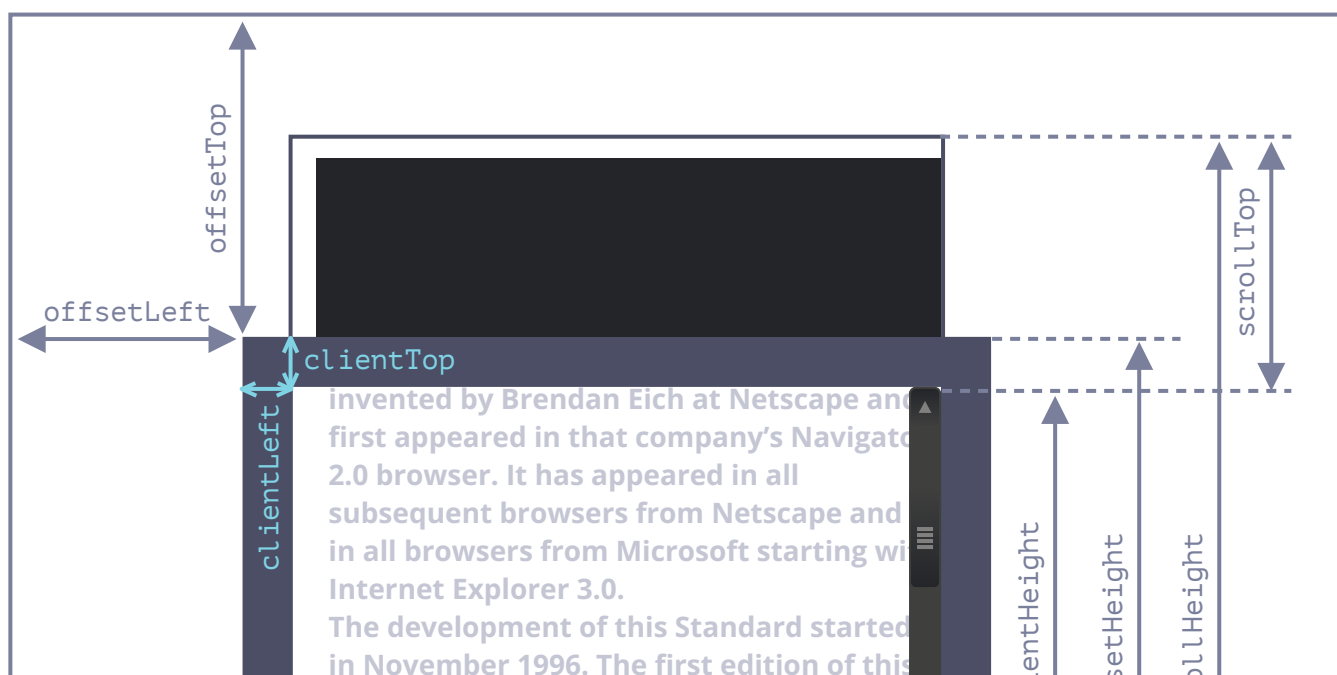 offsetTop
offsetLeft
scrollTop
clientTop
clientLeft
invented by Brendan Eich at Netscape and
first appeared in that company’s
2.0 browser. It has appeared in all
subsequent browsers from Netscape and
in all browsers from Microsoft starting
Internet Explorer 3.0.
The development of this Standard started
in November 1996. The first edition of this
entHeight
setHeight
ollHeight